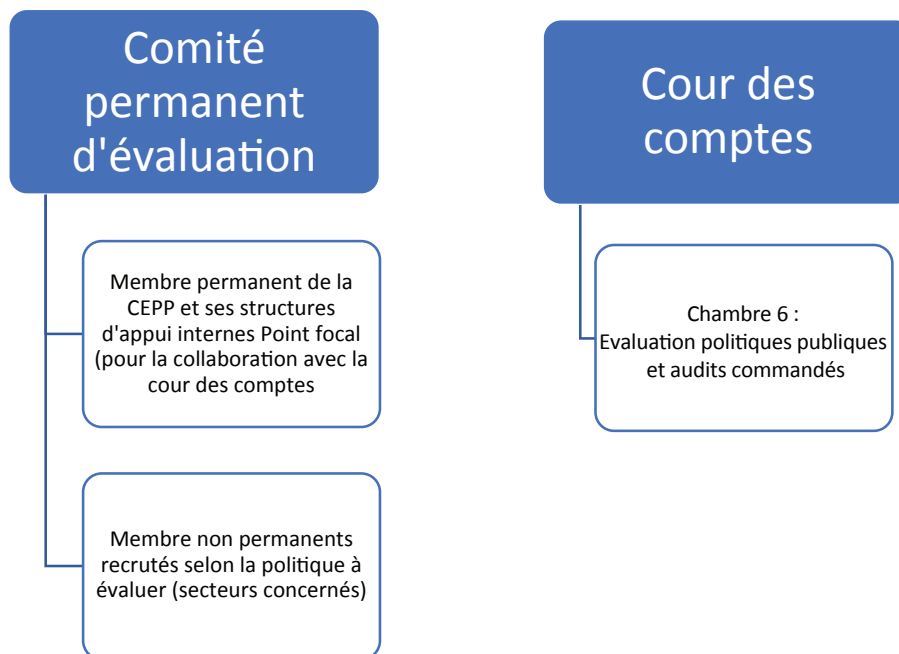 Comité
permanent
d'évaluation
Membre permanent de la
CEPP et ses structures
d'appui internes Point focal
(pour la collaboration avec la
cour des comptes
Membre non permanents
recrutés selon la politique à
évaluer (secteurs concernés)
Cour des
comptes
Chambre 6 :
Evaluation politiques publiques
et audits commandés